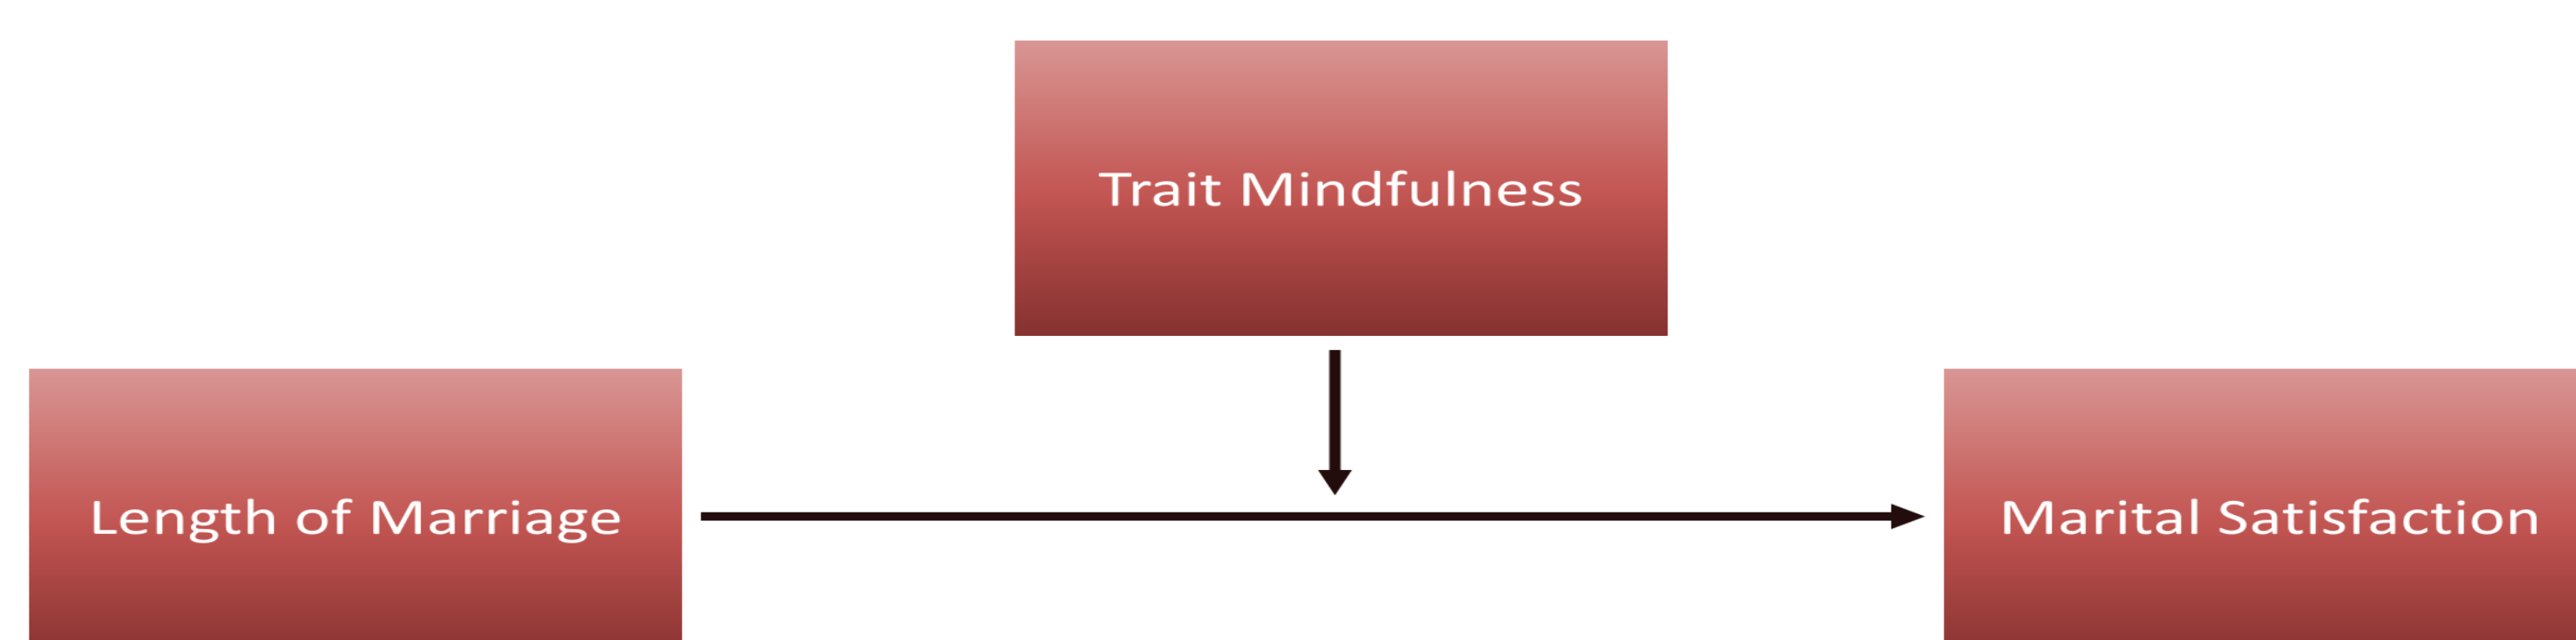 Trait Mindfulness
Length of Marriage
Marital Satisfaction